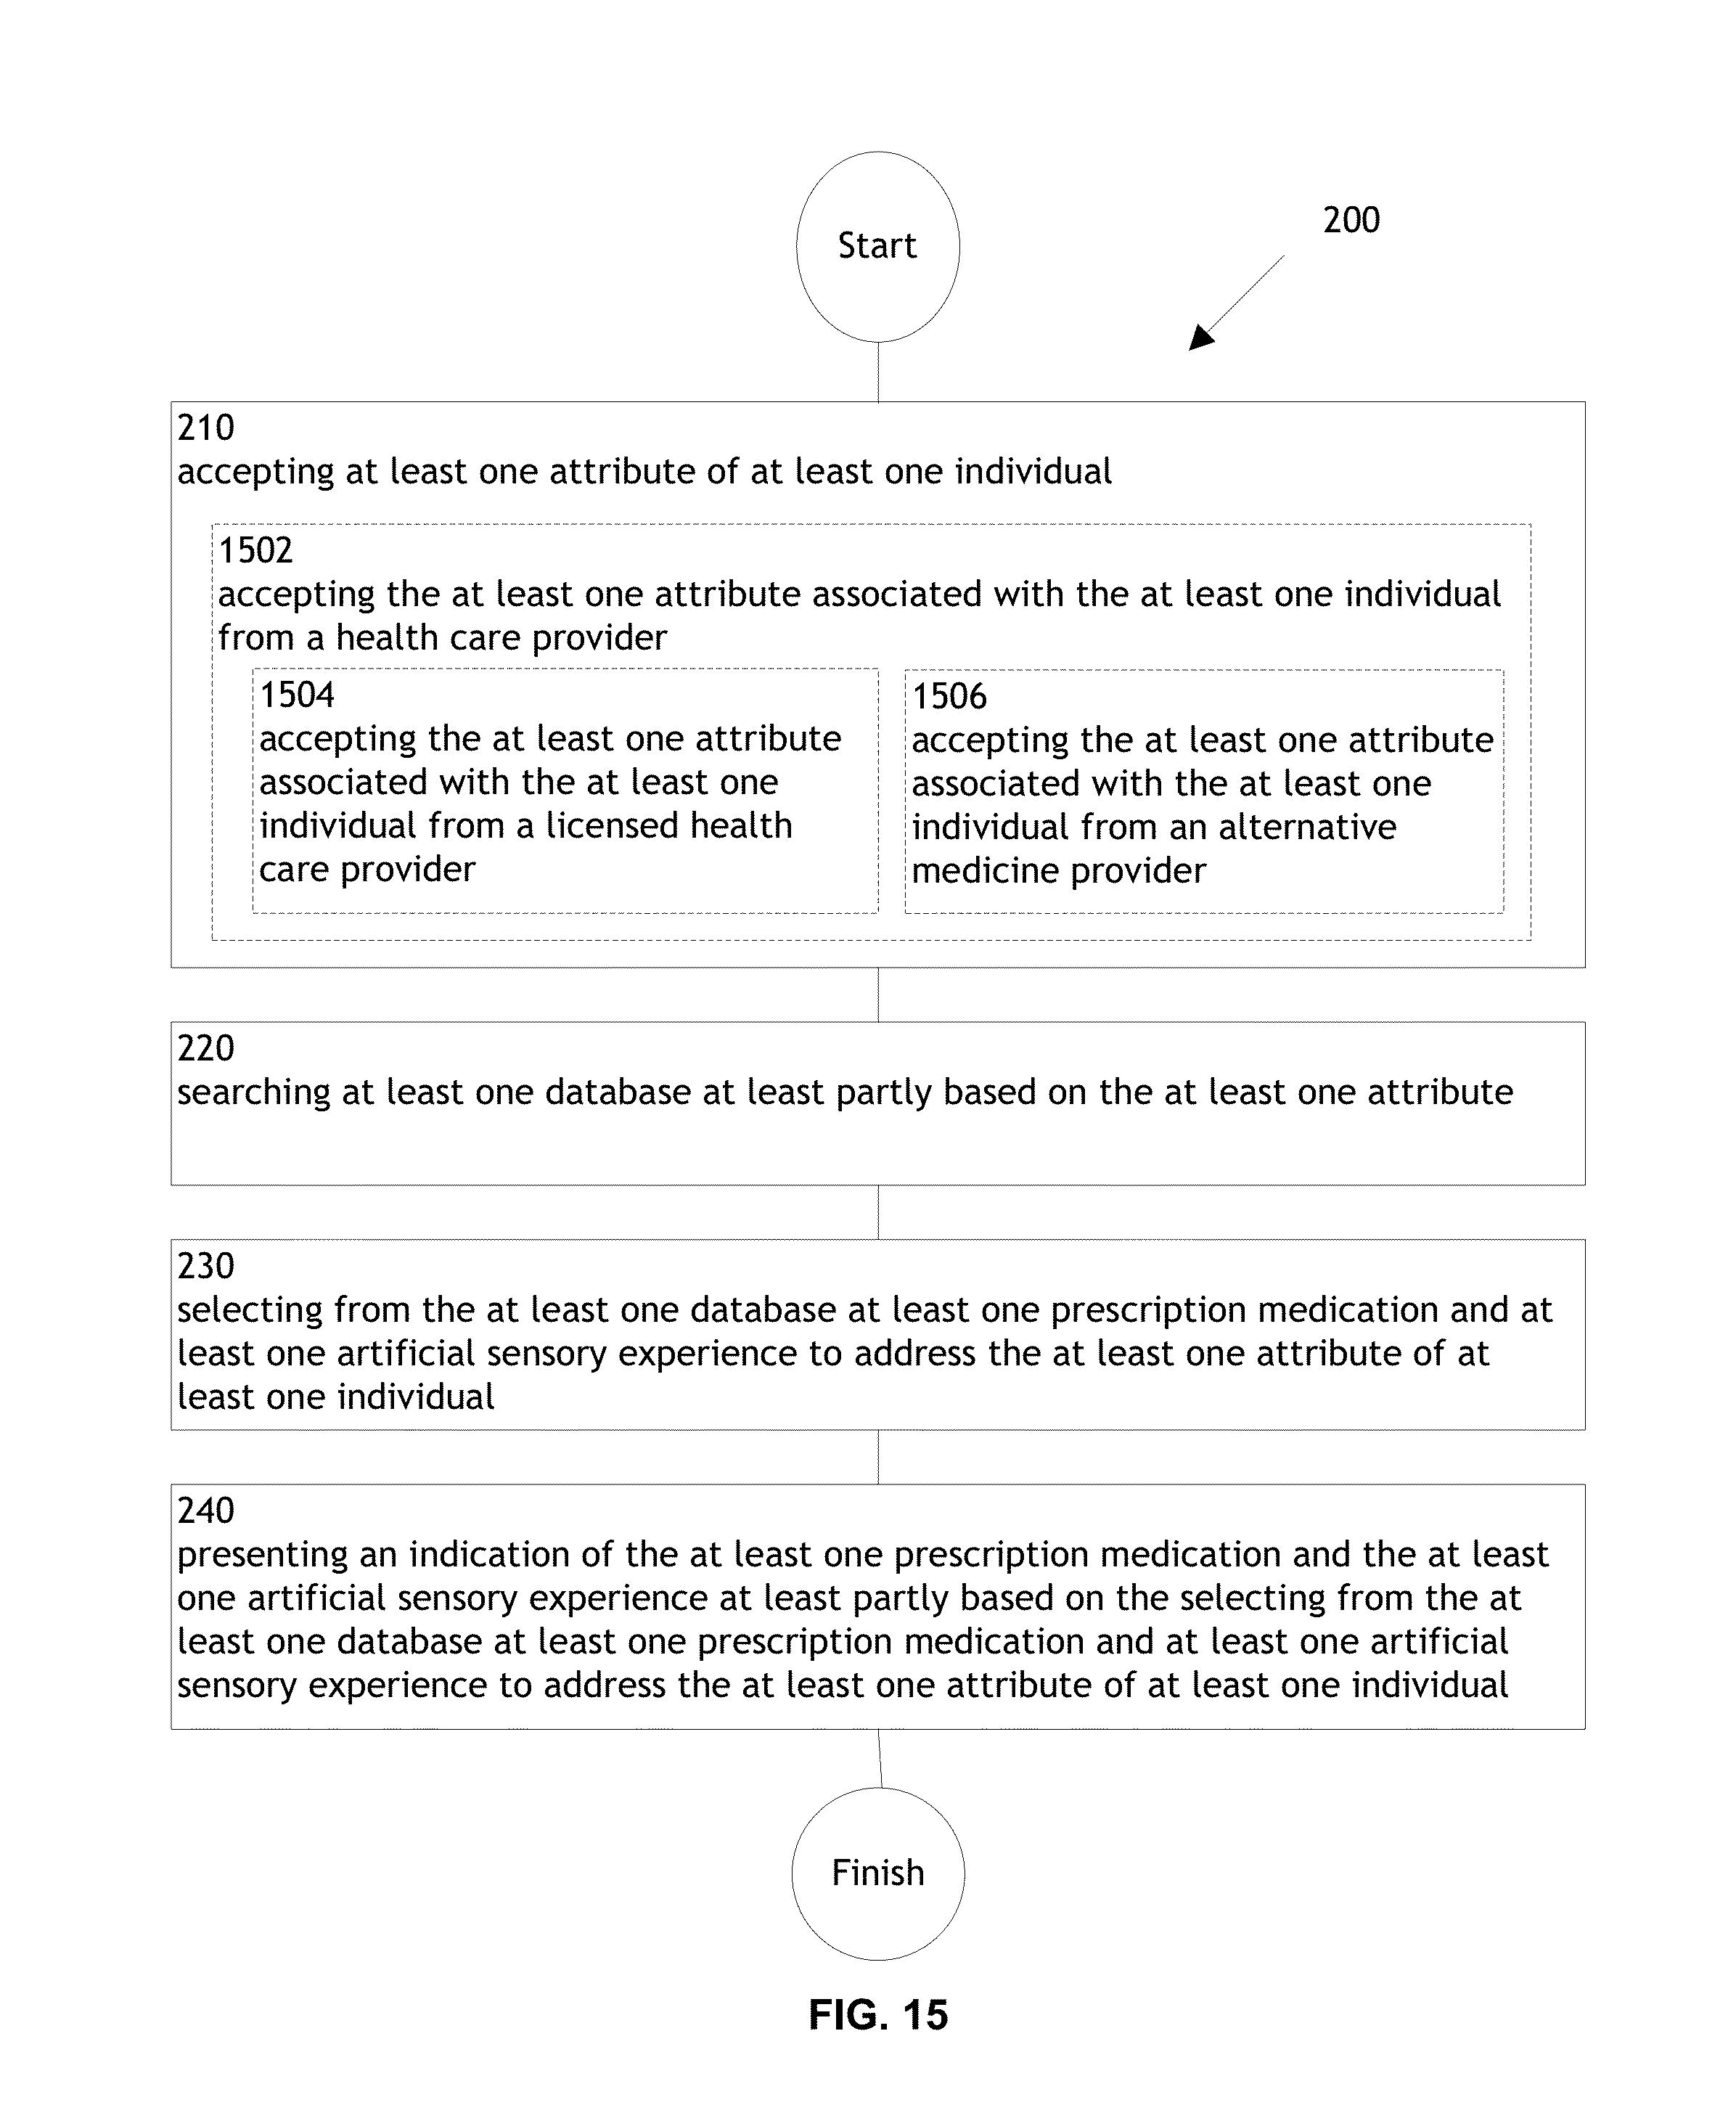 Start
200
210
accepting at least one attribute of at least one individual
1502
accepting the at least one attribute associated with the at least one individual
from a health care provider
1504
accepting the at least one attribute
associated with the at least one
individual from a licensed health
care provider
1506
accepting the at least one attribute
associated with the at least one
individual from an alternative
medicine provider
220
searching at least one database at least partly based on the at least one attribute
230
selecting from the at least one database at least one prescription medication and at
least one artificial sensory experience to address the at least one attribute of at
least one individual
240
presenting an indication of the at least one prescription medication and the at least
one artificial sensory experience at least partly based on the selecting from the at
least one database at least one prescription medication and at least one artificial
sensory experience to address the at least one attribute of at least one individual
Finish
FIG. 15